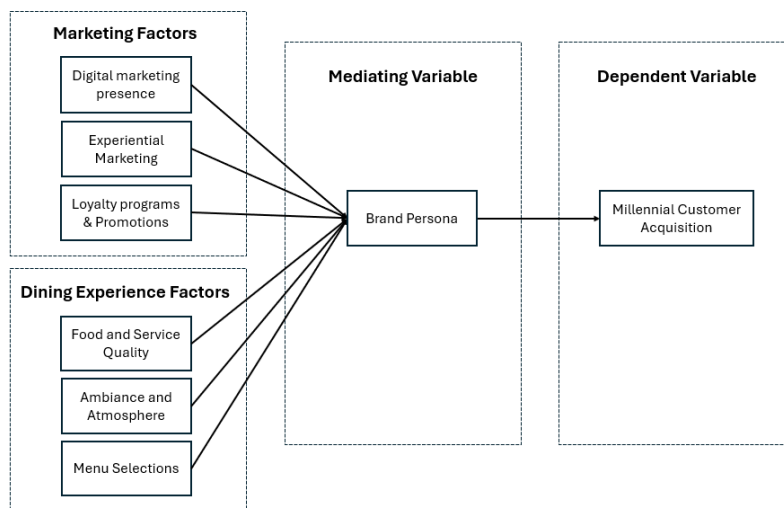 Marketing Factors
Digital marketing
presence
Experiential
Marketing
Loyalty programs
& Promotions
Dining Experience Factors
Food and Service
Quality
Ambiance and
Atmosphere
Menu Selections
Mediating Variable
Brand Persona
Dependent Variable
Millennial Customer
Acquisition